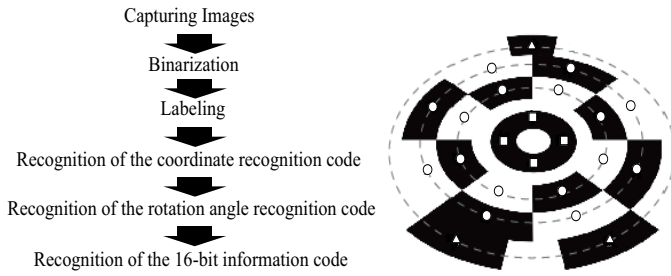 Capturing Images
Binarization
Labeling
Recognition of the coordinate recognition code
Recognition of the rotation angle recognition code
Recognition of the 16-bit information code